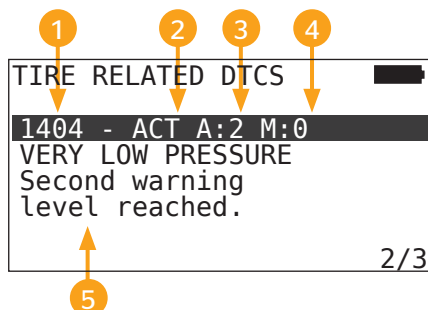 1 2 3 4
TIRE RELATED DTCS
1404 - ACT A:2 M:0
VERY LOW PRESSURE
Second warning
level reached.
2/3
5